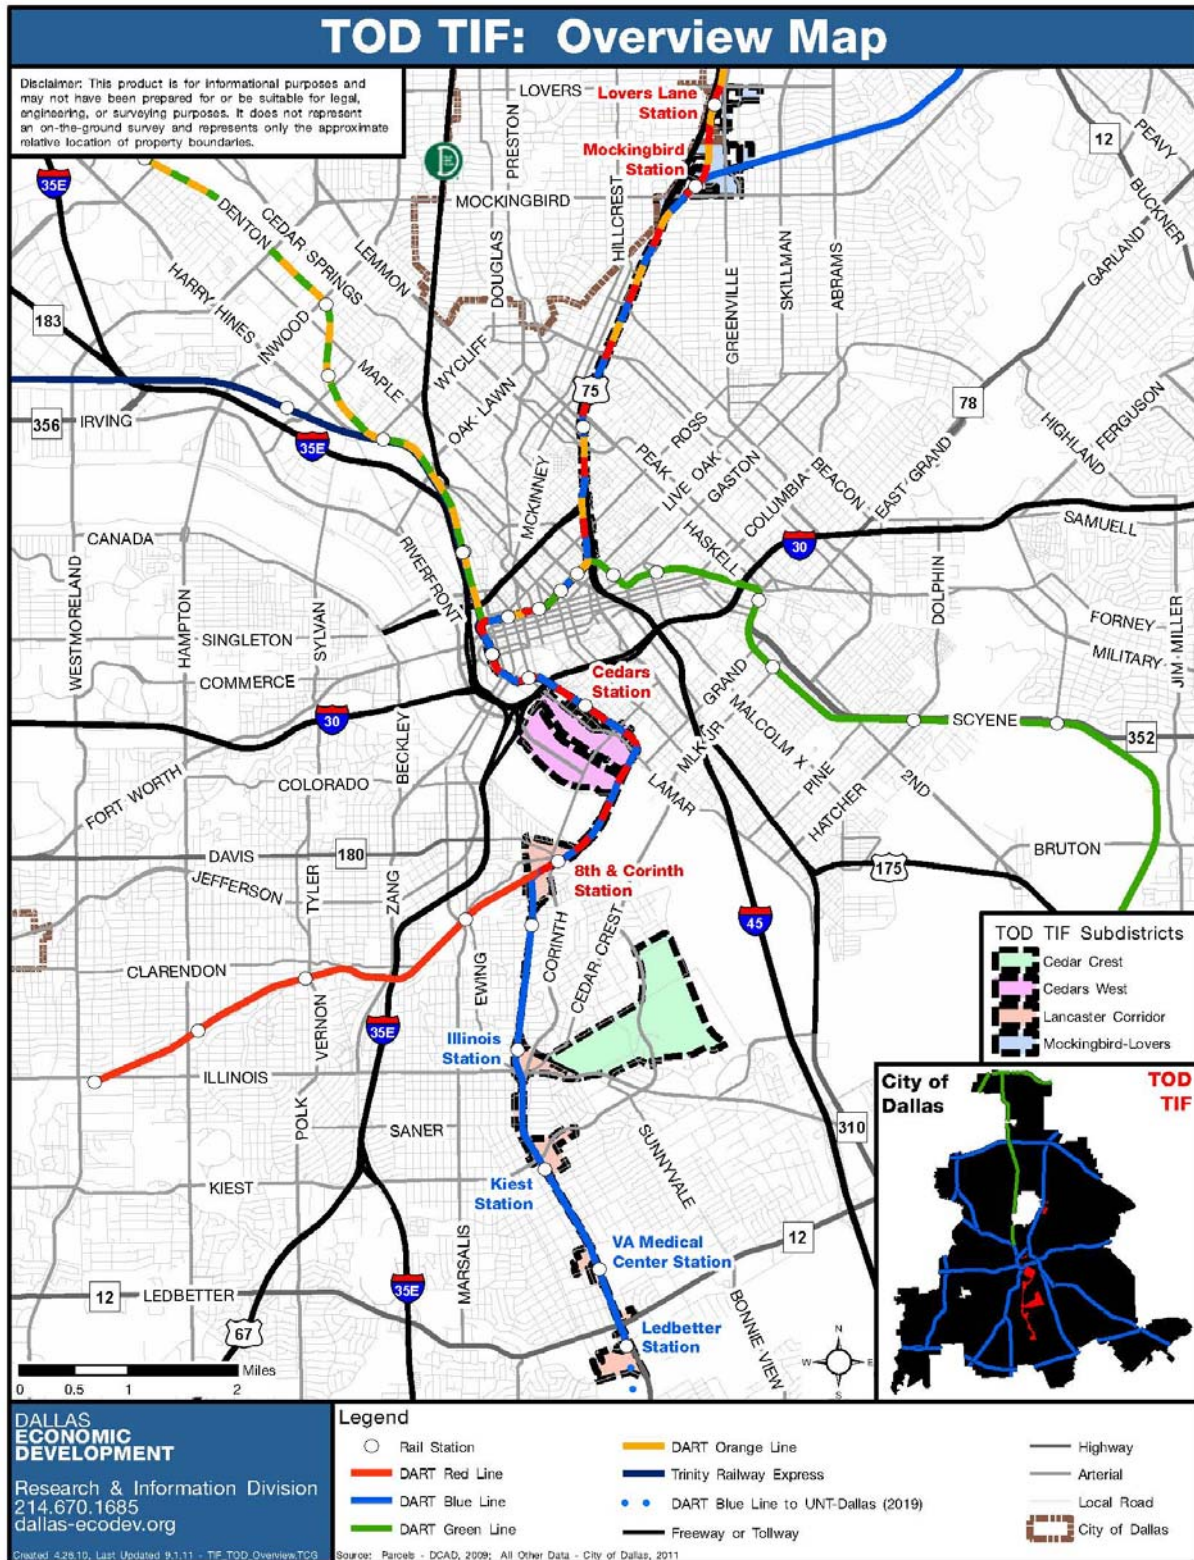 TOD TIF: Overview Map
Disclaimer: This product is for informational purposes and
may not have been prepared for or be suitable for legal,
engineering, or surveying purposes. It does not represent
an on-the-ground survey and represents only the approximate
relative location of property boundaries.
LOVERS
Lovers Lane
Station
Mockingbird
Station
PRESTON
HILLCREST
MOCKINGBIRD
DOUGLAS
GREENVILLE
SKILLMAN
ABRAMS
12
PEAVY
BUCKNER
GARLAND
35E
DENTON
CEDAR SPRINGS
LEMMON
HARRY HINES
INWOOD
MAPLE
WYCLIFF
OAK LAWN
183
356
IRVING
35E
75
78
HIGHLAND
FERGUSON
ROSS
PEAK
LIVE OAK
GASTON
COLUMBIA
BEACON
EAST GRAND
HASKELL
MCKINNEY
30
SAMUELL
CANADA
RIVERFRONT
WESTMORELAND
HAMPTON
SYLVAN
SINGLETON
COMMERCE
DOLPHIN
FORNEY
MILITARY
JIM MILLER
Cedars
Station
GRAND
MALCOLM X
MLK JR
PINE
HATCHER
2ND
SCYENE
352
30
BECKLEY
COLORADO
FORT WORTH
LAMAR
DAVIS
180
JEFFERSON
TYLER
ZANG
8th & Corinth
Station
175
BRUTON
45
CLARENDON
VERNON
EWING
CORINTH
CEDAR CREST
35E
Illinois
Station
ILLINOIS
POLK
SANER
SUNNYVALE
310
KIEST
Kiest
Station
MARSALIS
VA Medical
Center Station
12
12
LEDBETTER
35E
67
Ledbetter
Station
BONNIE VIEW
TOD TIF Subdistricts
Cedar Crest
Cedars West
Lancaster Corridor
Mockingbird-Lovers
City of
Dallas
TOD
TIF
N
W
E
S
Miles
0 0.5 1 2
DALLAS
ECONOMIC
DEVELOPMENT
Research & Information Division
214.670.1685
dallas-ecodev.org
Created 4.28.10, Last Updated 9.1.11 - TIF_TOD_Overview.TCG
Legend
Rail Station
DART Red Line
DART Blue Line
DART Green Line
DART Orange Line
Trinity Railway Express
DART Blue Line to UNT-Dallas (2019)
Freeway or Tollway
Highway
Arterial
Local Road
City of Dallas
Source: Parcels - DCAD, 2009; All Other Data - City of Dallas, 2011